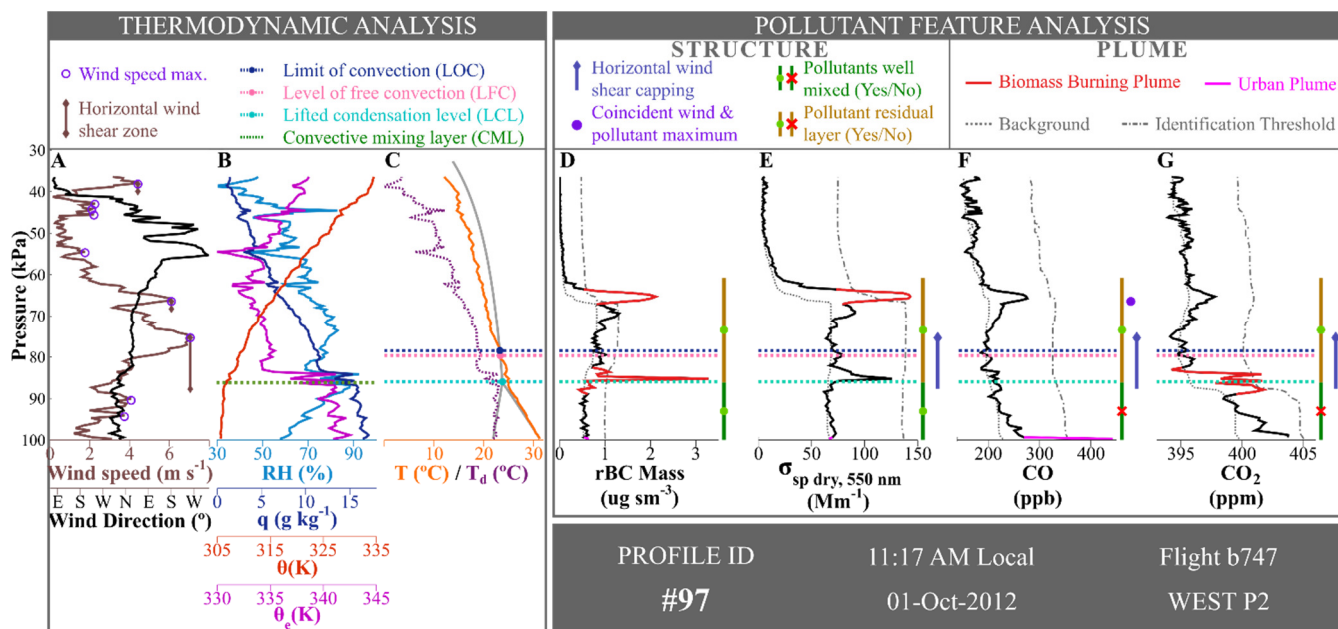 THERMODYNAMIC ANALYSIS
Wind speed max.
Horizontal wind
shear zone
Limit of convection (LOC)
Level of free convection (LFC)
Lifted condensation level (LCL)
Convective mixing layer (CML)
POLLUTANT FEATURE ANALYSIS
STRUCTURE
Horizontal wind
shear capping
Coincident wind &
pollutant maximum
Pollutants well
mixed (Yes/No)
Pollutant residual
layer (Yes/No)
PLUME
Biomass Burning Plume
Urban Plume
Background
Identification Threshold
A
B
C
D
E
F
G
Pressure (kPa)
30
40
50
60
70
80
90
100
0 2 4 6
Wind speed (m s⁻¹)
E S W N E S W
Wind Direction (º)
30 50 70 90
RH (%)
0 5 10 15
q (g kg⁻¹)
305 315 325 335
θ(K)
330 335 340 345
θₑ(K)
0 10 20 30
T (ºC) / T_d (ºC)
0 1 2 3
rBC Mass
(ug sm⁻³)
0 50 100 150
σ sp dry, 550 nm
(Mm⁻¹)
200 300 400
CO
(ppb)
395 400 405
CO₂
(ppm)
PROFILE ID
#97
11:17 AM Local
01-Oct-2012
Flight b747
WEST P2